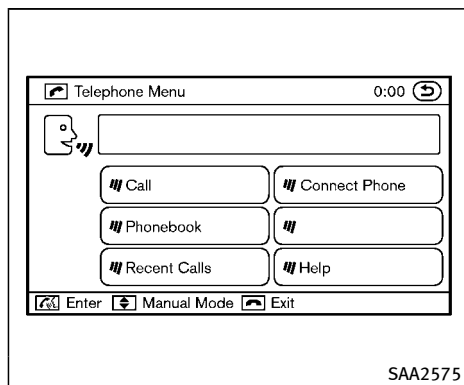 Telephone Menu 0:00
Call Connect Phone
Phonebook
Recent Calls Help
Enter Manual Mode Exit
SAA2575